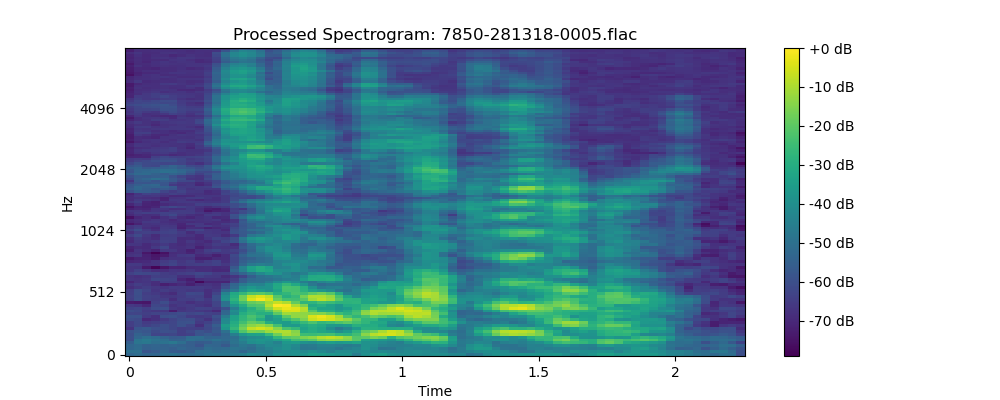 Processed Spectrogram: 7850-281318-0005.flac
+0 dB
-10 dB
-20 dB
-30 dB
-40 dB
-50 dB
-60 dB
-70 dB
4096
2048
1024
512
0
Hz
0
0.5
1
1.5
2
Time